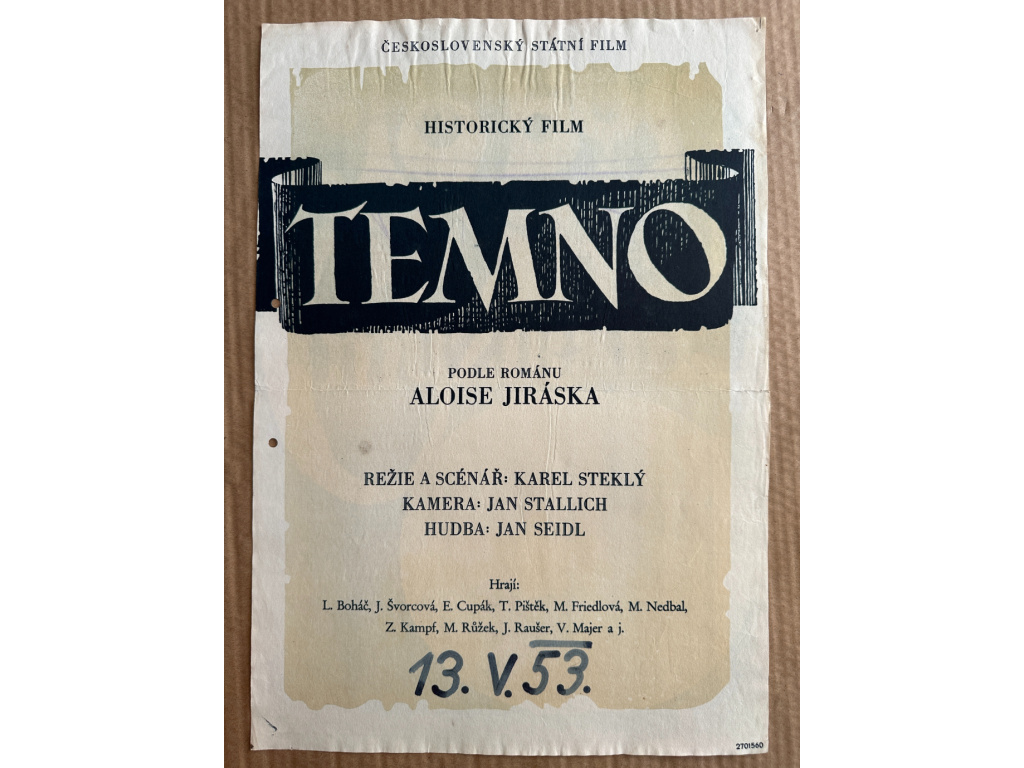 ČESKOSLOVENSKÝ STÁTNÍ FILM
HISTORICKÝ FILM
TEMNO
PODLE ROMÁNU
ALOISE JIRÁSKA
REŽIE A SCÉNÁŘ: KAREL STEKLÝ
KAMERA: JAN STALLICH
HUDBA: JAN SEIDL
Hrají:
L. Boháč, J. Švorcová, E. Cupák, T. Pištěk, M. Friedlová, M. Nedbal,
Z. Kampf, M. Růžek, J. Raušer, V. Majer a j.
13. V. 53.
2701560